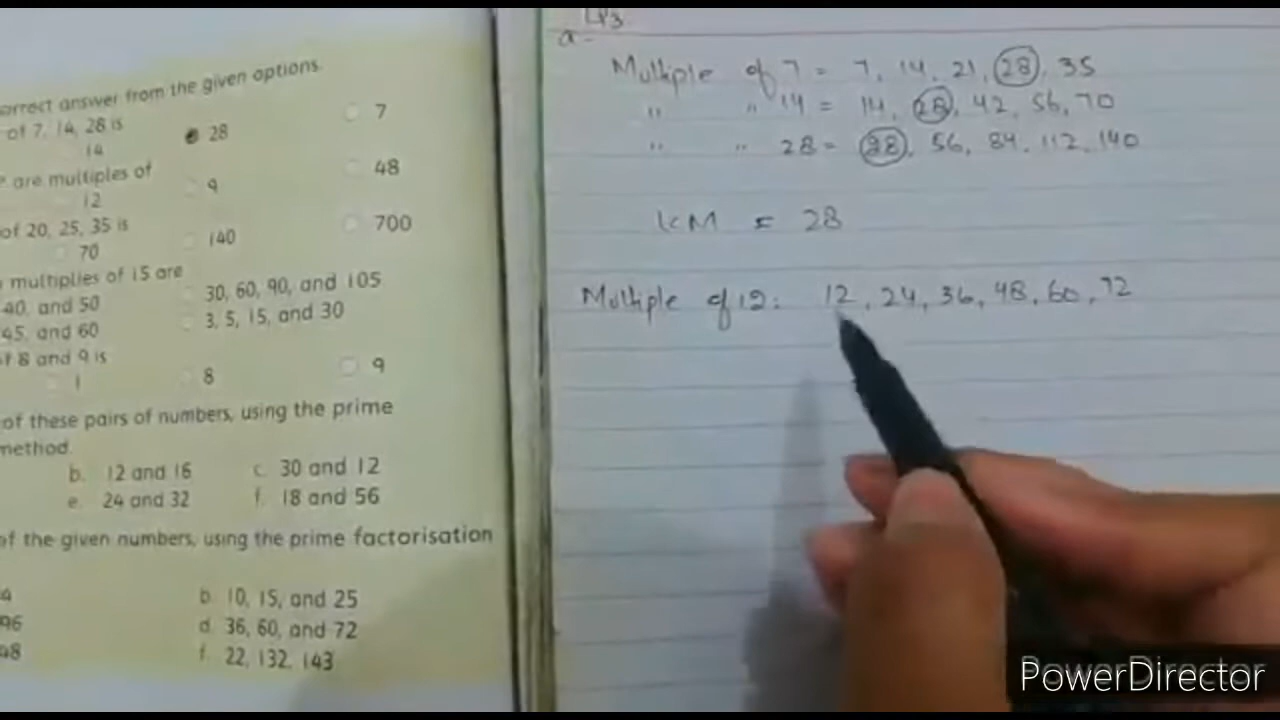 orrect answer from the given options.
of 7, 14, 28 is
14
28
7
are multiples of
12
9
48
of 20, 25, 35 is
70
140
700
multiplies of 15 are
40, and 50
30, 60, 90, and 105
45, and 60
3, 5, 15, and 30
of 8 and 9 is
1
8
9
of these pairs of numbers, using the prime
method.
b. 12 and 16
c. 30 and 12
e. 24 and 32
f. 18 and 56
of the given numbers, using the prime factorisation
4
b. 10, 15, and 25
96
d. 36, 60, and 72
48
f. 22, 132, 143
a-
Multiple of 7 = 7, 14, 21, 28, 35
" " 14 = 14, 28, 42, 56, 70
" " 28 = 28, 56, 84, 112, 140
LCM = 28
Multiple of 12: 12, 24, 36, 48, 60, 72
PowerDirector